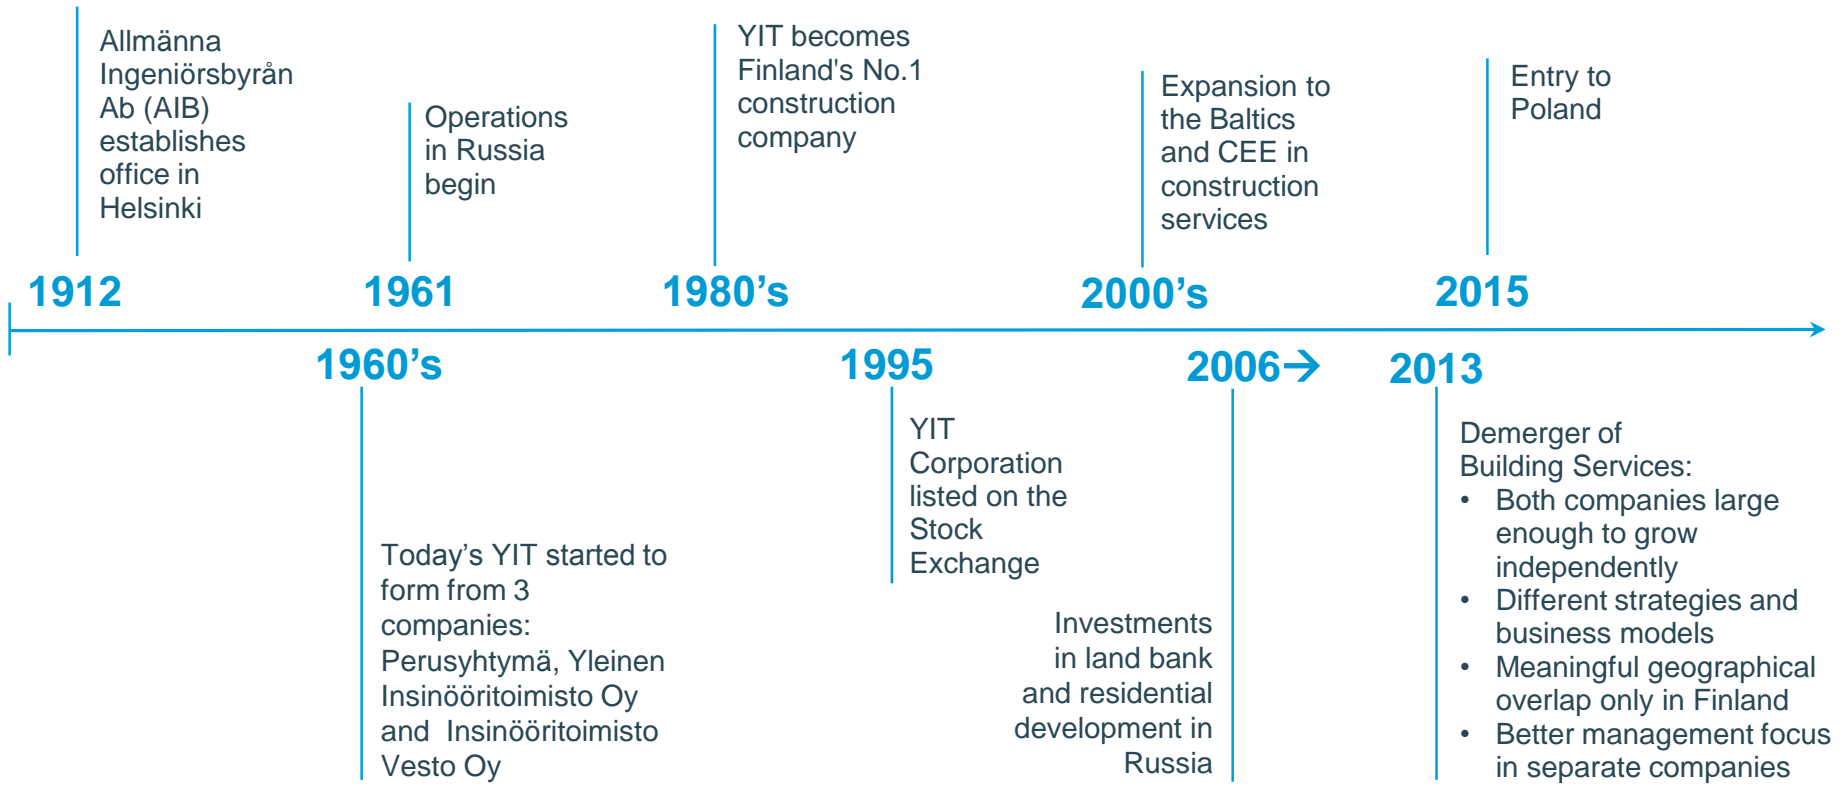 Allmänna
Ingeniörsbyrån
Ab (AIB)
establishes
office in
Helsinki
1912
Operations
in Russia
begin
1961
YIT becomes
Finland's No.1
construction
company
1980’s
Expansion to
the Baltics
and CEE in
construction
services
2000’s
Entry to
Poland
2015
1960’s
Today’s YIT started to
form from 3
companies:
Perusyhtymä, Yleinen
Insinööritoimisto Oy
and Insinööritoimisto
Vesto Oy
1995
YIT
Corporation
listed on the
Stock
Exchange
2006→
Investments
in land bank
and residential
development in
Russia
2013
Demerger of
Building Services:
• Both companies large
enough to grow
independently
• Different strategies and
business models
• Meaningful geographical
overlap only in Finland
• Better management focus
in separate companies